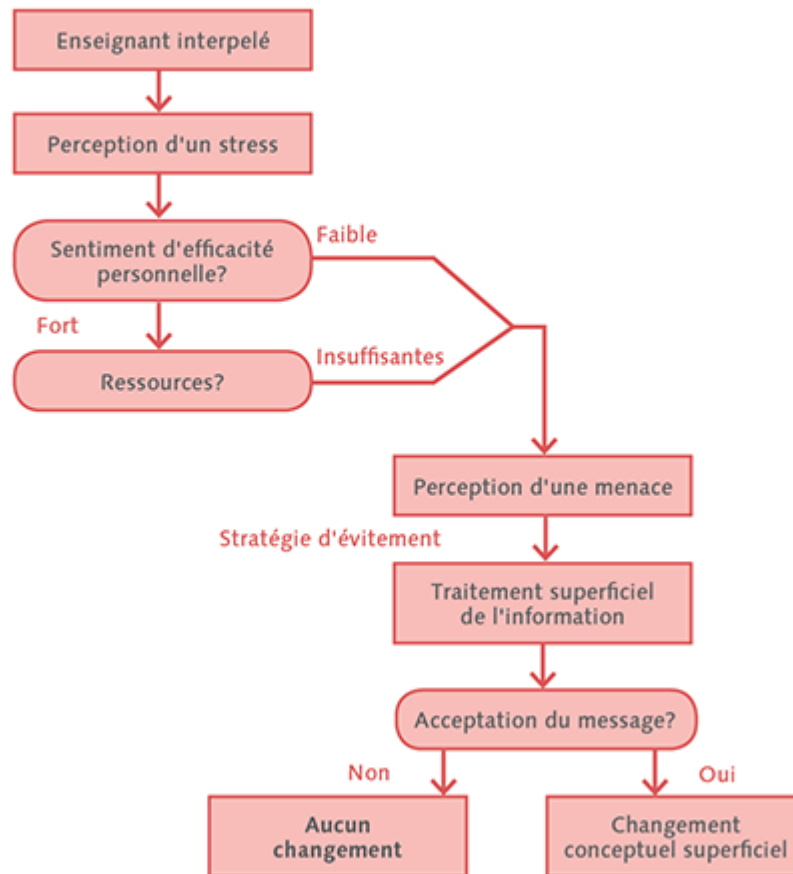 Enseignant interpelé
Perception d'un stress
Sentiment d'efficacité
personnelle?
Faible
Fort
Ressources?
Insuffisantes
Perception d'une menace
Stratégie d'évitement
Traitement superficiel
de l'information
Acceptation du message?
Non
Oui
Aucun
changement
Changement
conceptuel superficiel